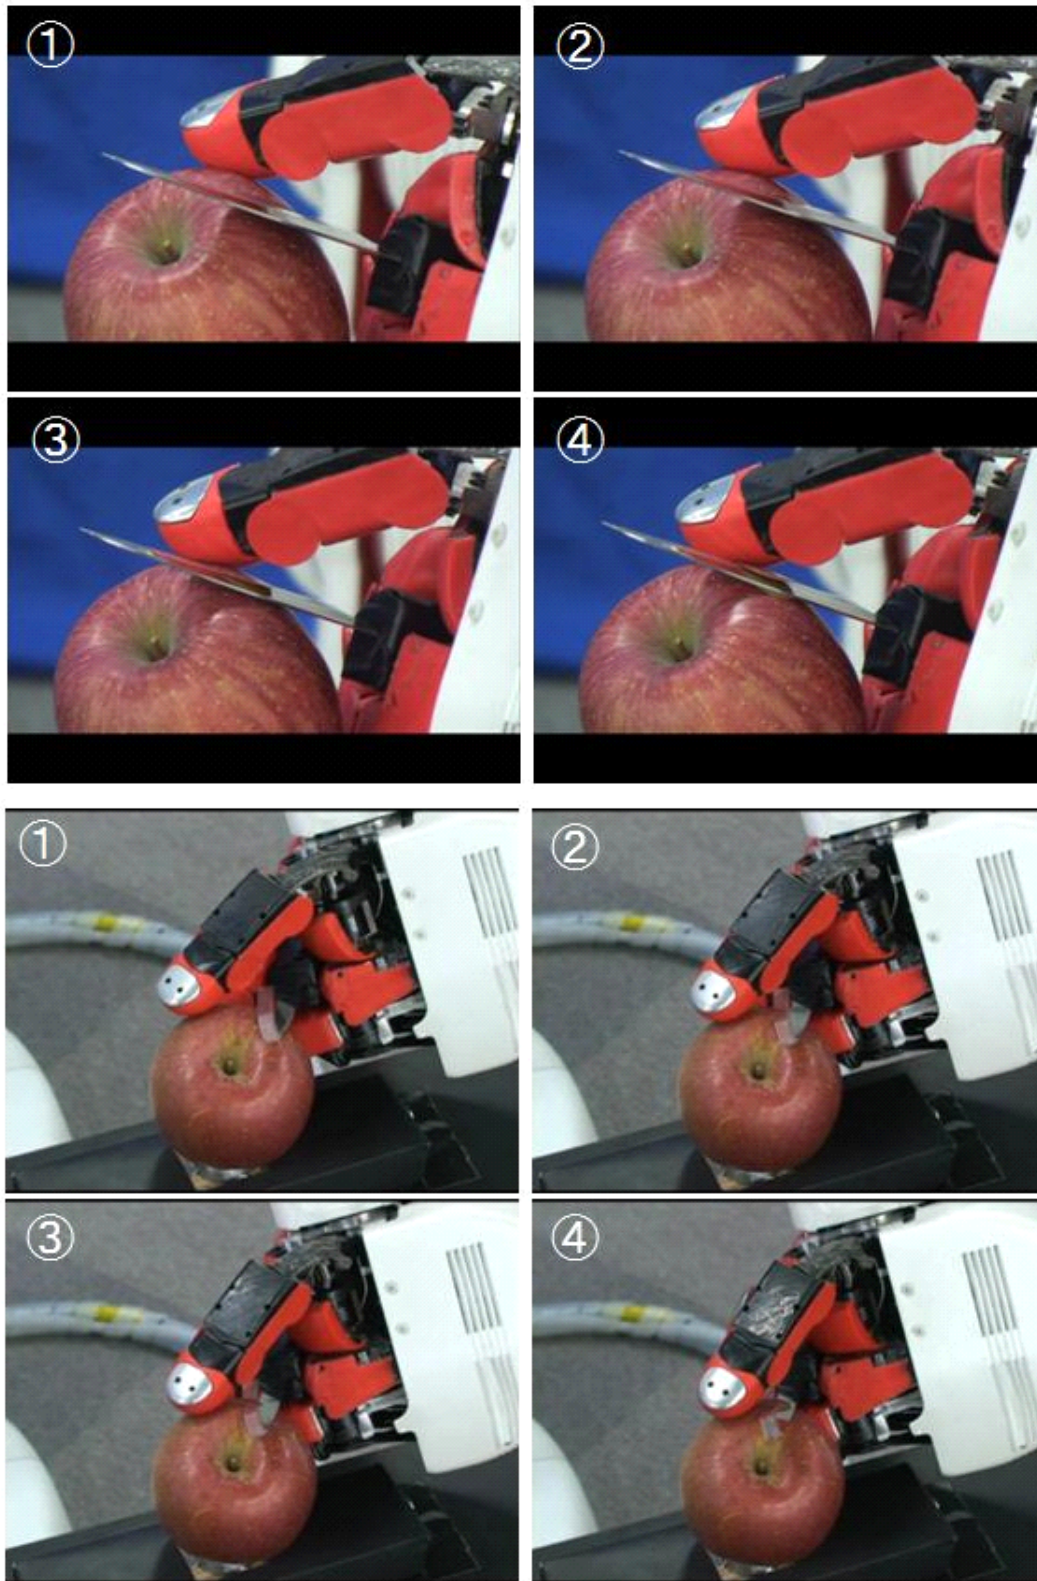 ① ②
③ ④
① ②
③ ④